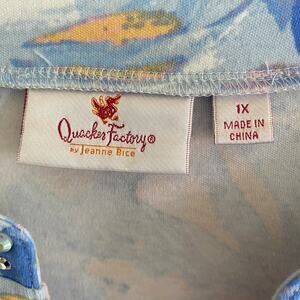 Quacker Factory®
by Jeanne Bice
1X
MADE IN
CHINA